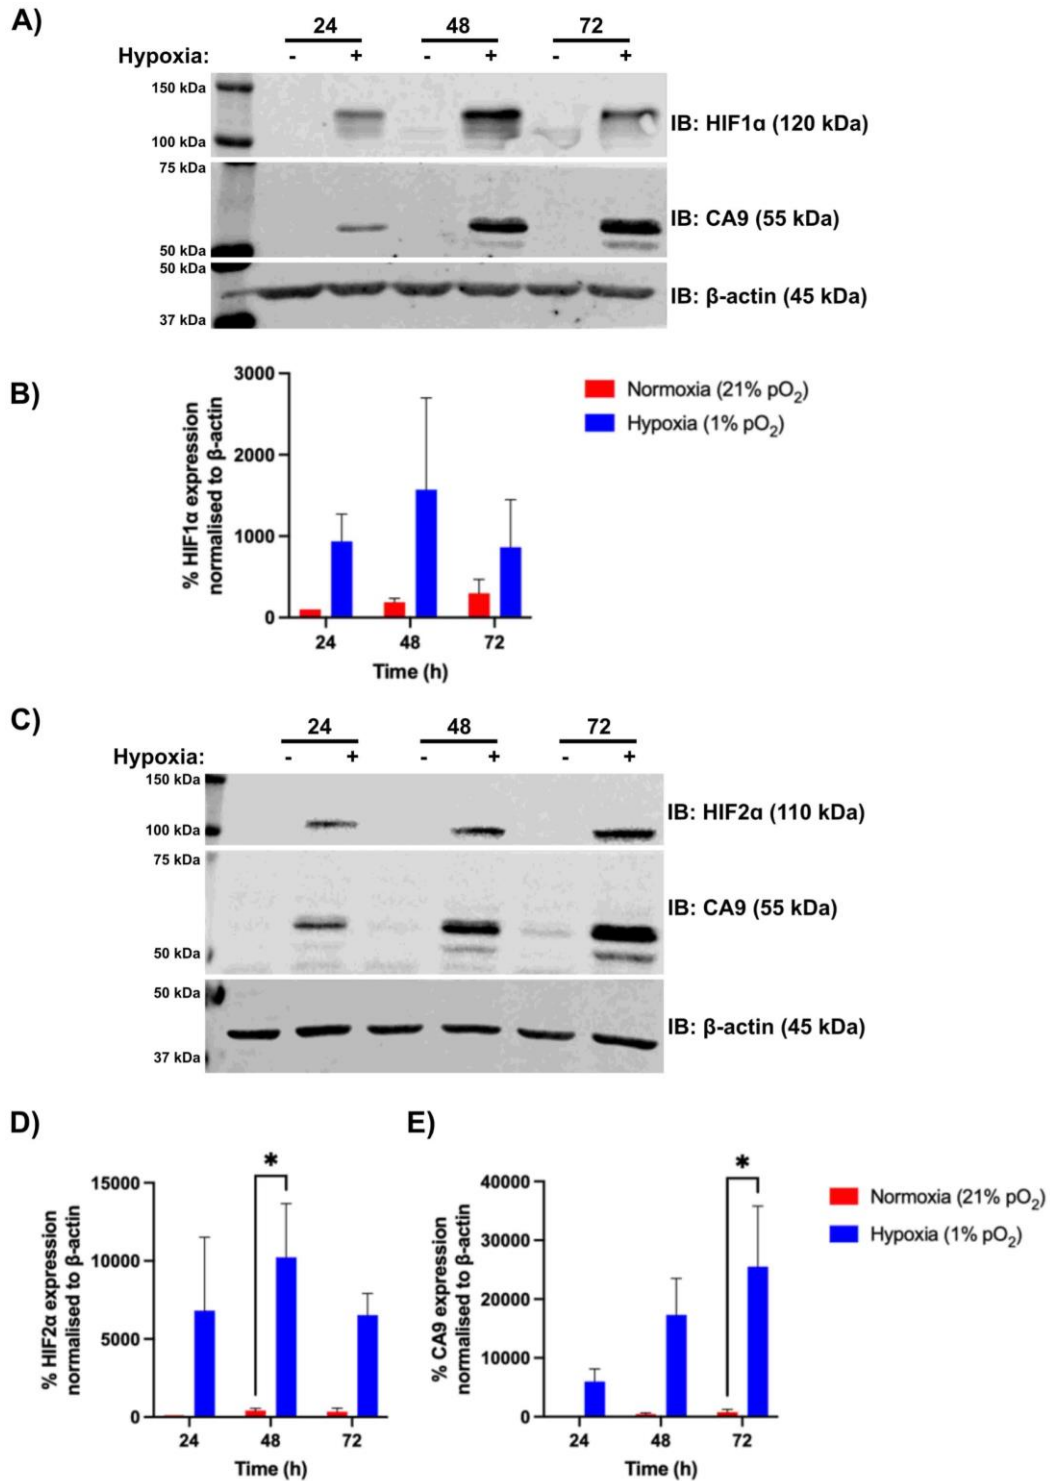 A)
24 48 72
Hypoxia: - + - + - +
150 kDa
100 kDa
IB: HIF1α (120 kDa)
75 kDa
50 kDa
IB: CA9 (55 kDa)
50 kDa
37 kDa
IB: β-actin (45 kDa)
B)
% HIF1α expression
normalised to β-actin
3000
2000
1000
0
24 48 72
Time (h)
Normoxia (21% pO₂)
Hypoxia (1% pO₂)
C)
24 48 72
Hypoxia: - + - + - +
150 kDa
100 kDa
IB: HIF2α (110 kDa)
75 kDa
50 kDa
IB: CA9 (55 kDa)
50 kDa
37 kDa
IB: β-actin (45 kDa)
D)
% HIF2α expression
normalised to β-actin
15000
10000
5000
0
*
24 48 72
Time (h)
E)
% CA9 expression
normalised to β-actin
40000
30000
20000
10000
0
*
24 48 72
Time (h)
Normoxia (21% pO₂)
Hypoxia (1% pO₂)